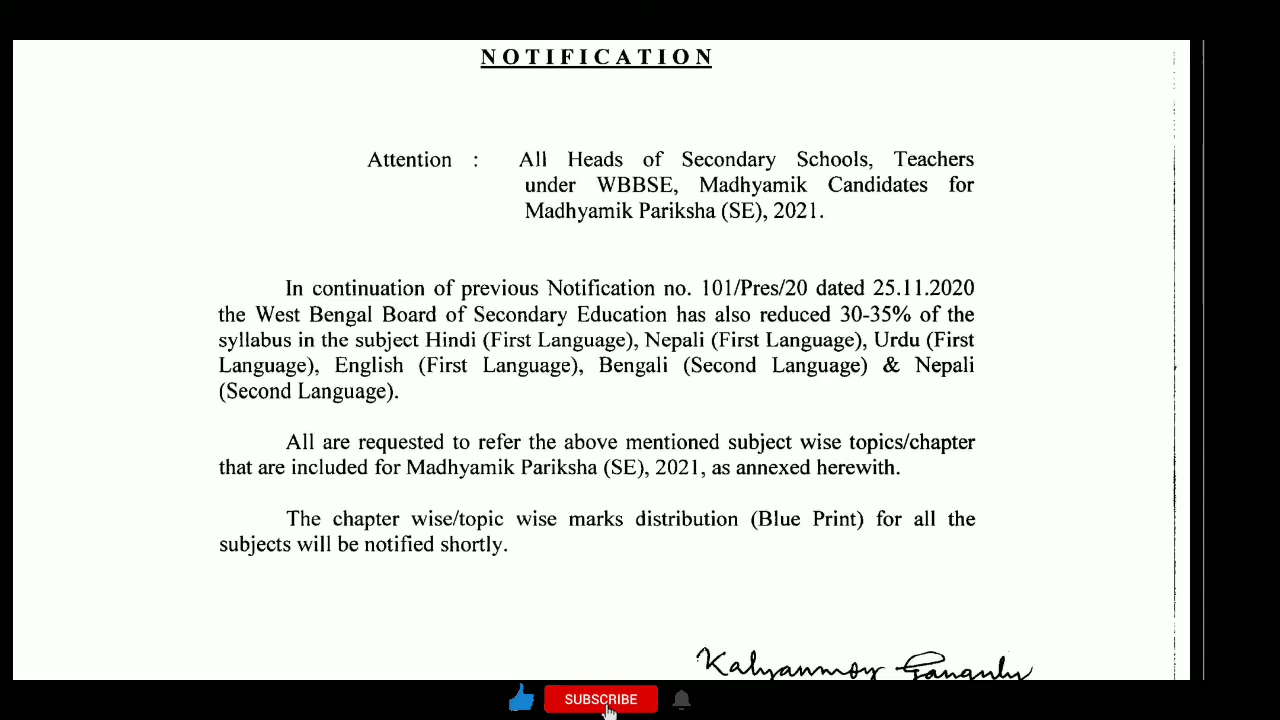 NOTIFICATION
Attention : All Heads of Secondary Schools, Teachers
under WBBSE, Madhyamik Candidates for
Madhyamik Pariksha (SE), 2021.
In continuation of previous Notification no. 101/Pres/20 dated 25.11.2020
the West Bengal Board of Secondary Education has also reduced 30-35% of the
syllabus in the subject Hindi (First Language), Nepali (First Language), Urdu (First
Language), English (First Language), Bengali (Second Language) & Nepali
(Second Language).
All are requested to refer the above mentioned subject wise topics/chapter
that are included for Madhyamik Pariksha (SE), 2021, as annexed herewith.
The chapter wise/topic wise marks distribution (Blue Print) for all the
subjects will be notified shortly.
Kalyanmoy Ganguly
SUBSCRIBE